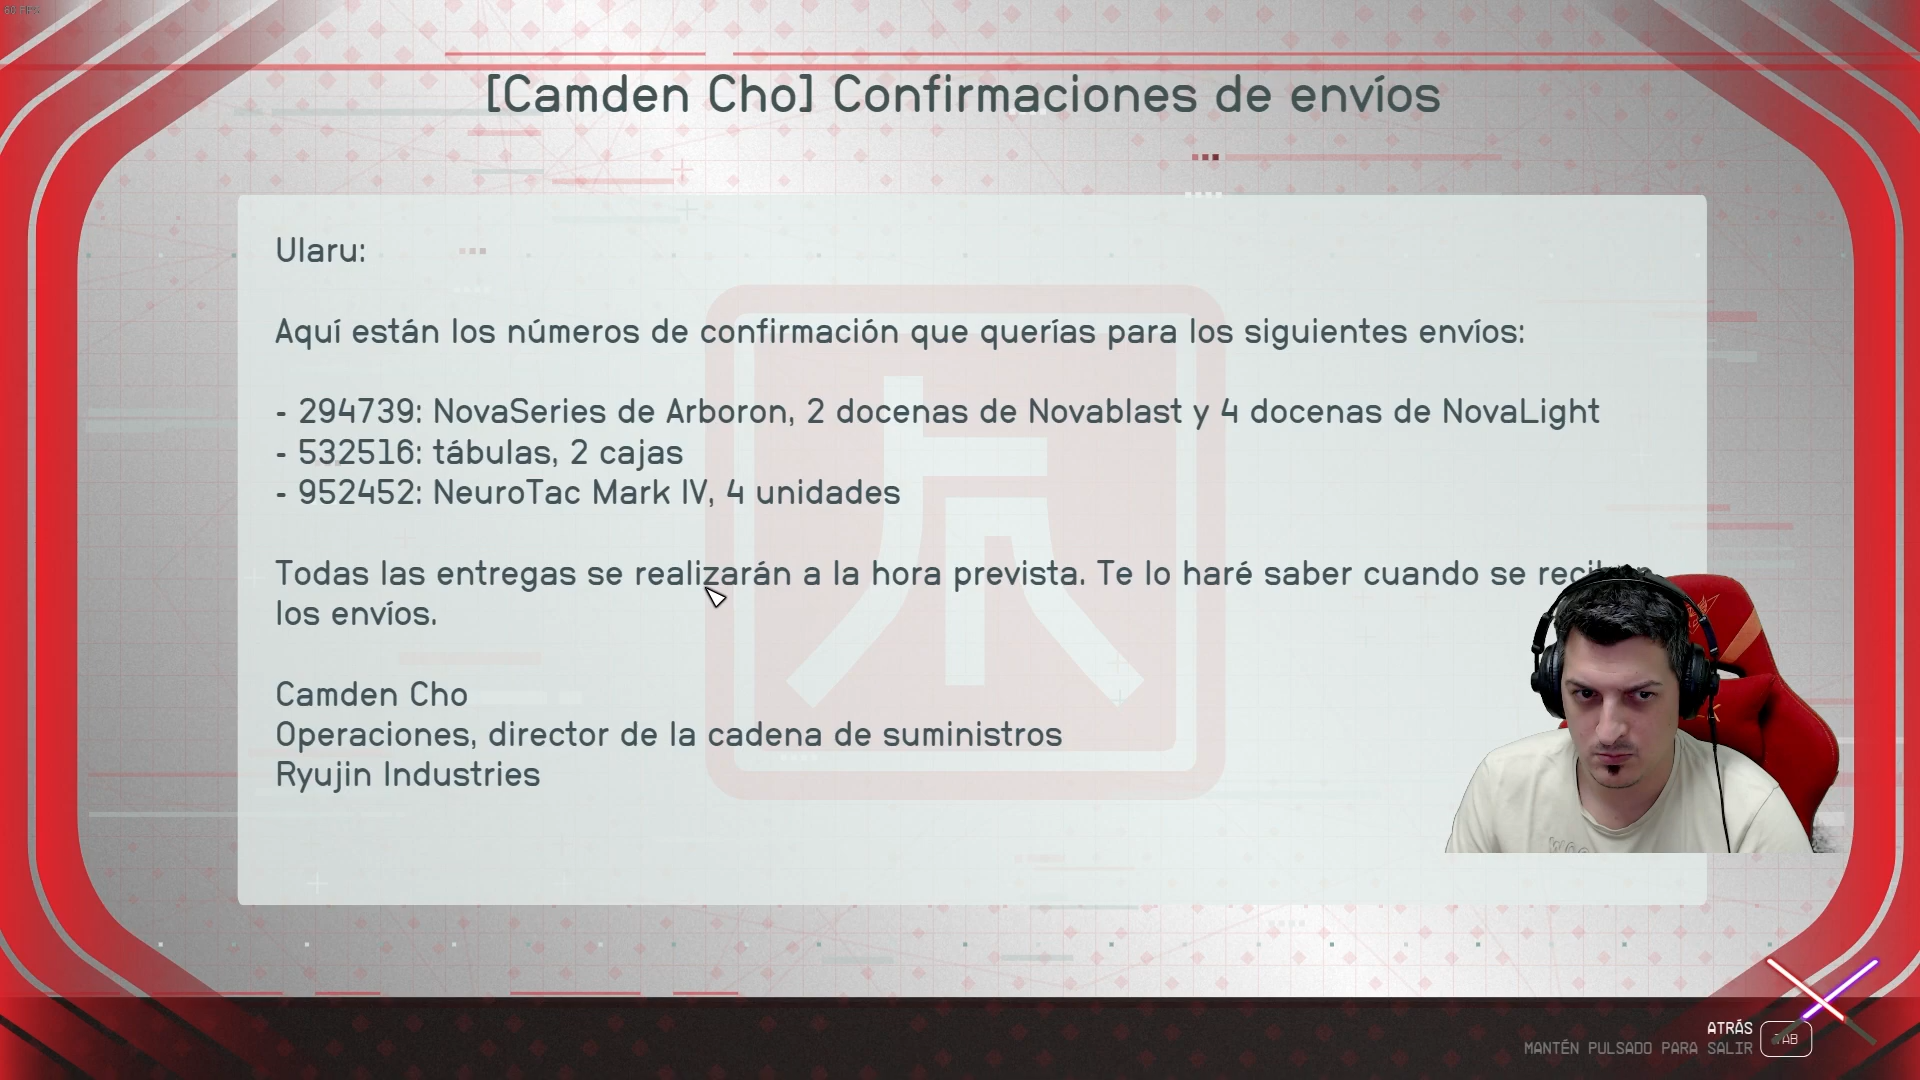 [Camden Cho] Confirmaciones de envíos
Ularu:
Aquí están los números de confirmación que querías para los siguientes envíos:
- 294739: NovaSeries de Arboron, 2 docenas de Novablast y 4 docenas de NovaLight
- 532516: tábulas, 2 cajas
- 952452: NeuroTac Mark IV, 4 unidades
Todas las entregas se realizarán a la hora prevista. Te lo haré saber cuando se
los envíos.
Camden Cho
Operaciones, director de la cadena de suministros
Ryujin Industries
ATRÁS
MANTÉN PULSADO PARA SALIR
TAB